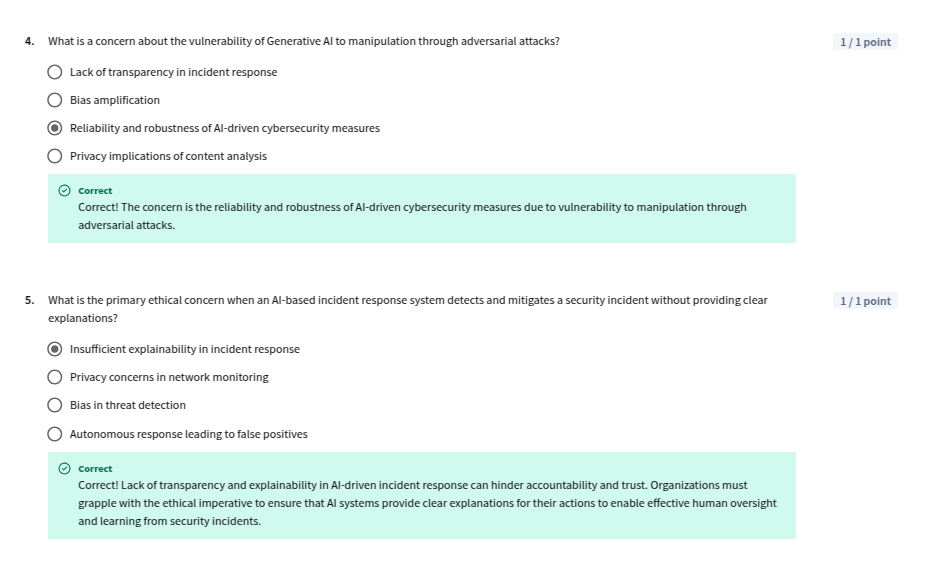 4. What is a concern about the vulnerability of Generative AI to manipulation through adversarial attacks?
1 / 1 point
Lack of transparency in incident response
Bias amplification
Reliability and robustness of AI-driven cybersecurity measures
Privacy implications of content analysis
Correct
Correct! The concern is the reliability and robustness of AI-driven cybersecurity measures due to vulnerability to manipulation through
adversarial attacks.
5. What is the primary ethical concern when an AI-based incident response system detects and mitigates a security incident without providing clear
explanations?
1 / 1 point
Insufficient explainability in incident response
Privacy concerns in network monitoring
Bias in threat detection
Autonomous response leading to false positives
Correct
Correct! Lack of transparency and explainability in AI-driven incident response can hinder accountability and trust. Organizations must
grapple with the ethical imperative to ensure that AI systems provide clear explanations for their actions to enable effective human oversight
and learning from security incidents.